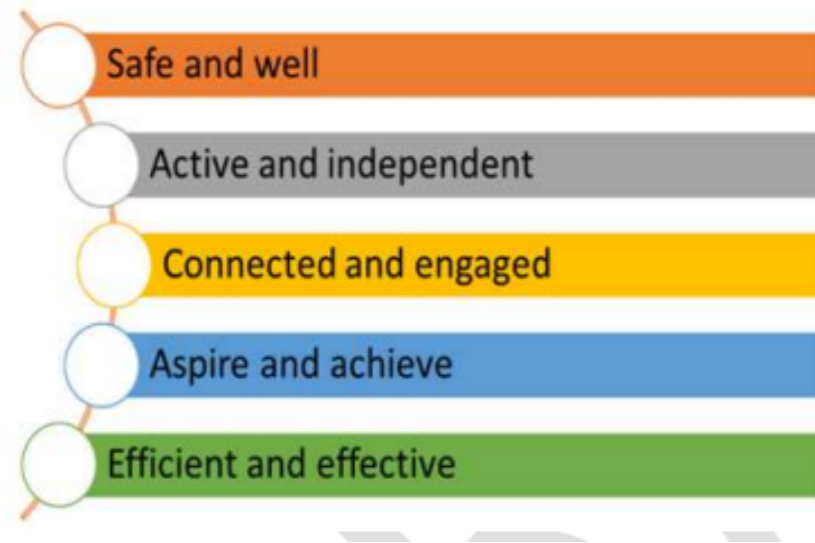 Safe and well
Active and independent
Connected and engaged
Aspire and achieve
Efficient and effective